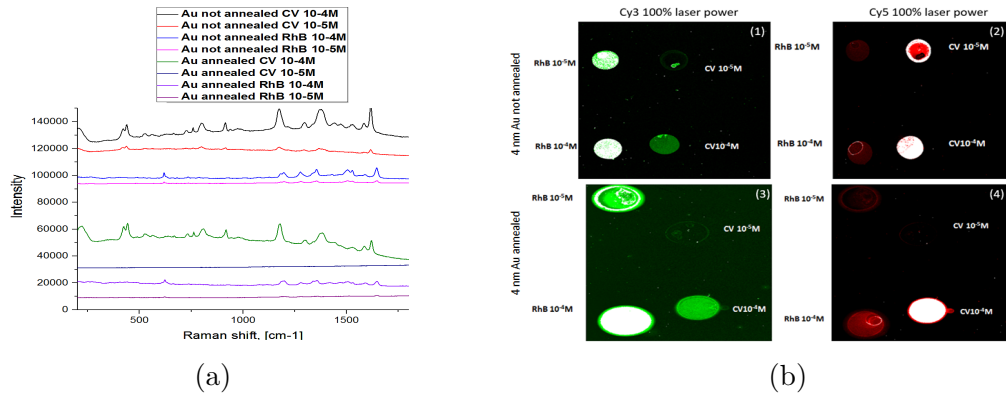 Au not annealed CV 10-4M
Au not annealed CV 10-5M
Au not annealed RhB 10-4M
Au not annealed RhB 10-5M
Au annealed CV 10-4M
Au annealed CV 10-5M
Au annealed RhB 10-4M
Au annealed RhB 10-5M
140000
120000
100000
80000
60000
40000
20000
0
Intensity
500
1000
1500
Raman shift, [cm-1]
(a)
Cy3 100% laser power
Cy5 100% laser power
4 nm Au not annealed
4 nm Au annealed
(1)
RhB 10⁻⁵M
CV 10⁻⁵M
RhB 10⁻⁴M
CV10⁻⁴M
(2)
RhB 10⁻⁵M
CV 10⁻⁵M
RhB 10⁻⁴M
CV10⁻⁴M
(3)
RhB 10⁻⁵M
CV 10⁻⁵M
RhB 10⁻⁴M
CV10⁻⁴M
(4)
RhB 10⁻⁵M
CV 10⁻⁵M
RhB 10⁻⁴M
CV10⁻⁴M
(b)